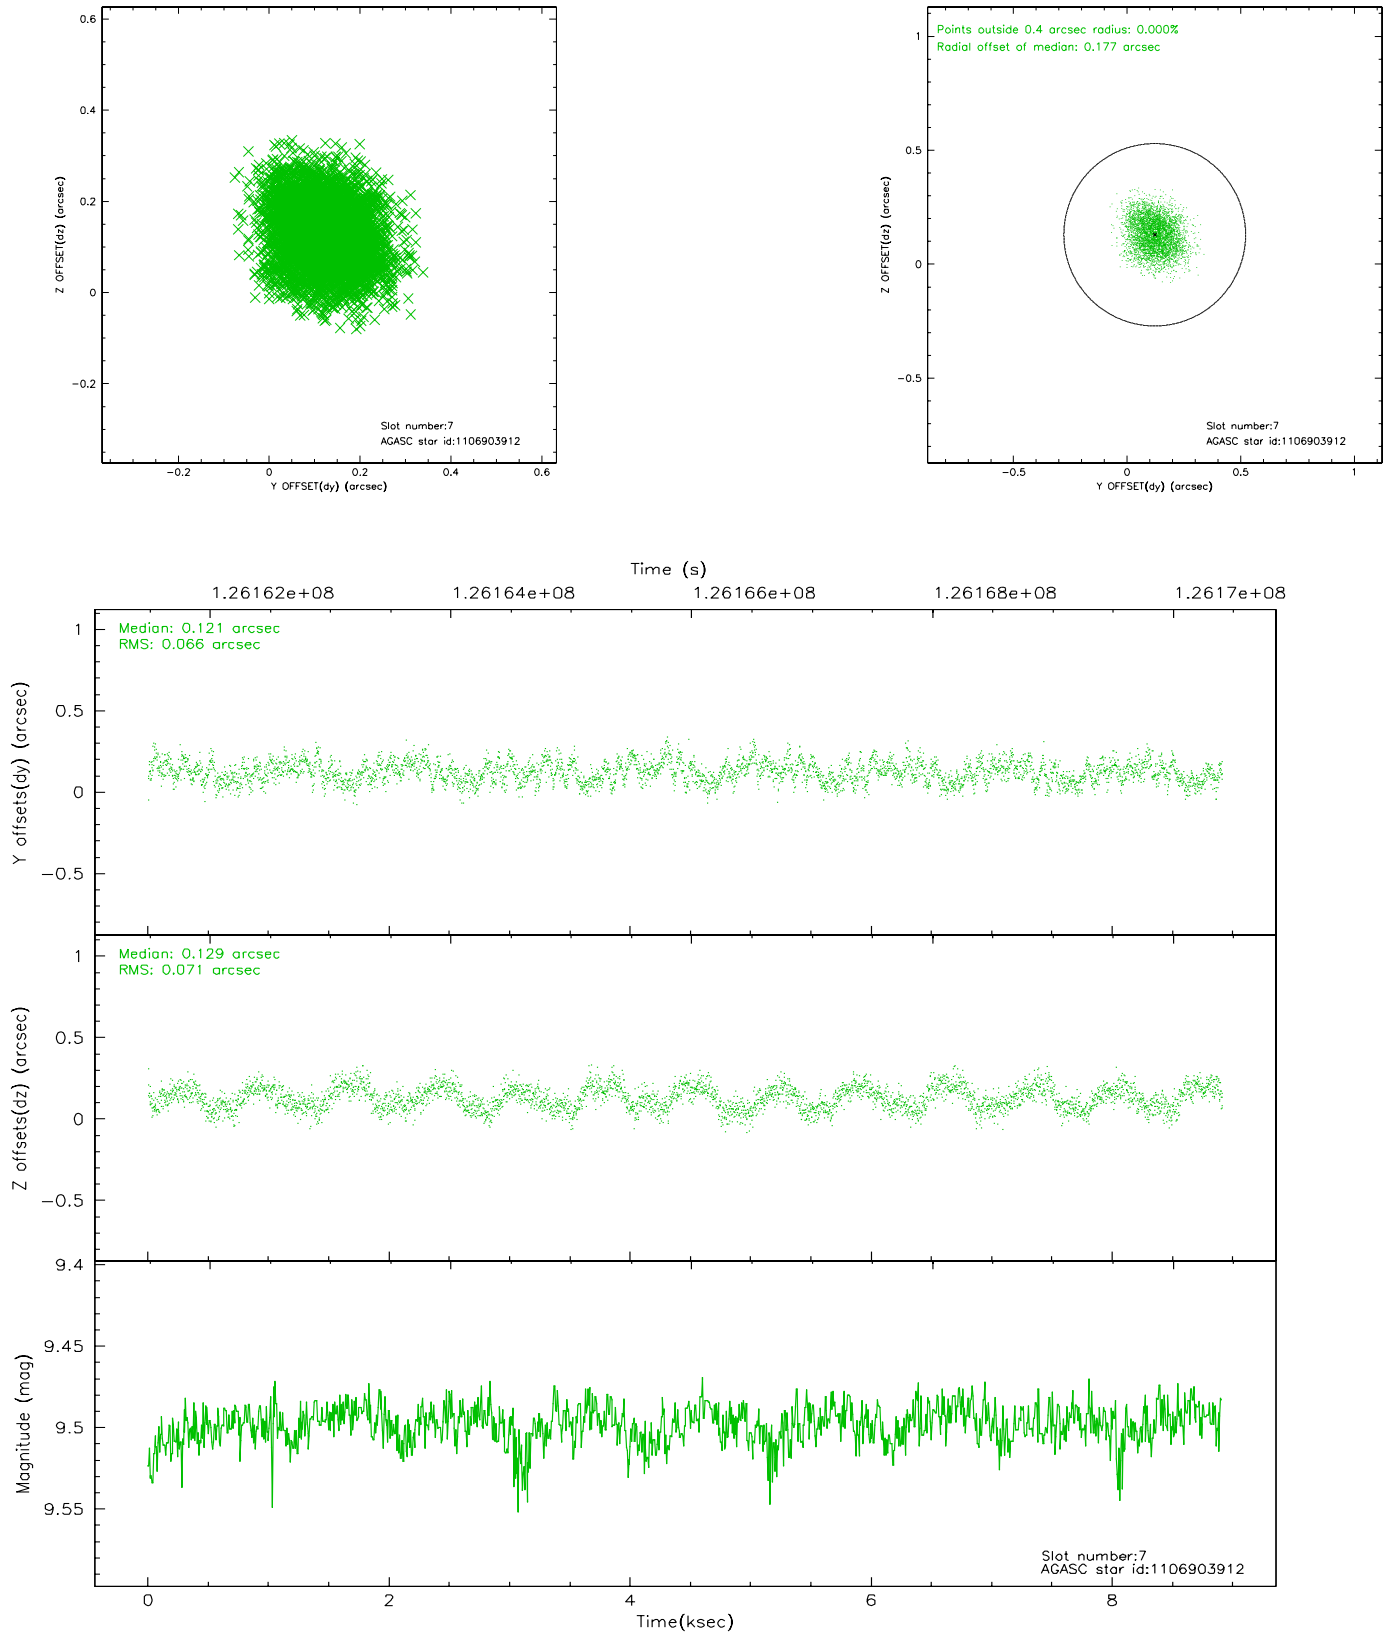 0.6
0.4
0.2
0
−0.2
Z OFFSET(dz) (arcsec)
Slot number:7
AGASC star id:1106903912
−0.2 0 0.2 0.4 0.6
Y OFFSET(dy) (arcsec)
Points outside 0.4 arcsec radius: 0.000%
Radial offset of median: 0.177 arcsec
1
0.5
0
−0.5
Z OFFSET(dz) (arcsec)
Slot number:7
AGASC star id:1106903912
−0.5 0 0.5 1
Y OFFSET(dy) (arcsec)
Time (s)
1.26162e+08 1.26164e+08 1.26166e+08 1.26168e+08 1.2617e+08
Median: 0.121 arcsec
RMS: 0.066 arcsec
1
0.5
0
−0.5
Y offsets(dy) (arcsec)
Median: 0.129 arcsec
RMS: 0.071 arcsec
1
0.5
0
−0.5
Z offsets(dz) (arcsec)
9.4
9.45
9.5
9.55
Magnitude (mag)
Slot number:7
AGASC star id:1106903912
0 2 4 6 8
Time(ksec)